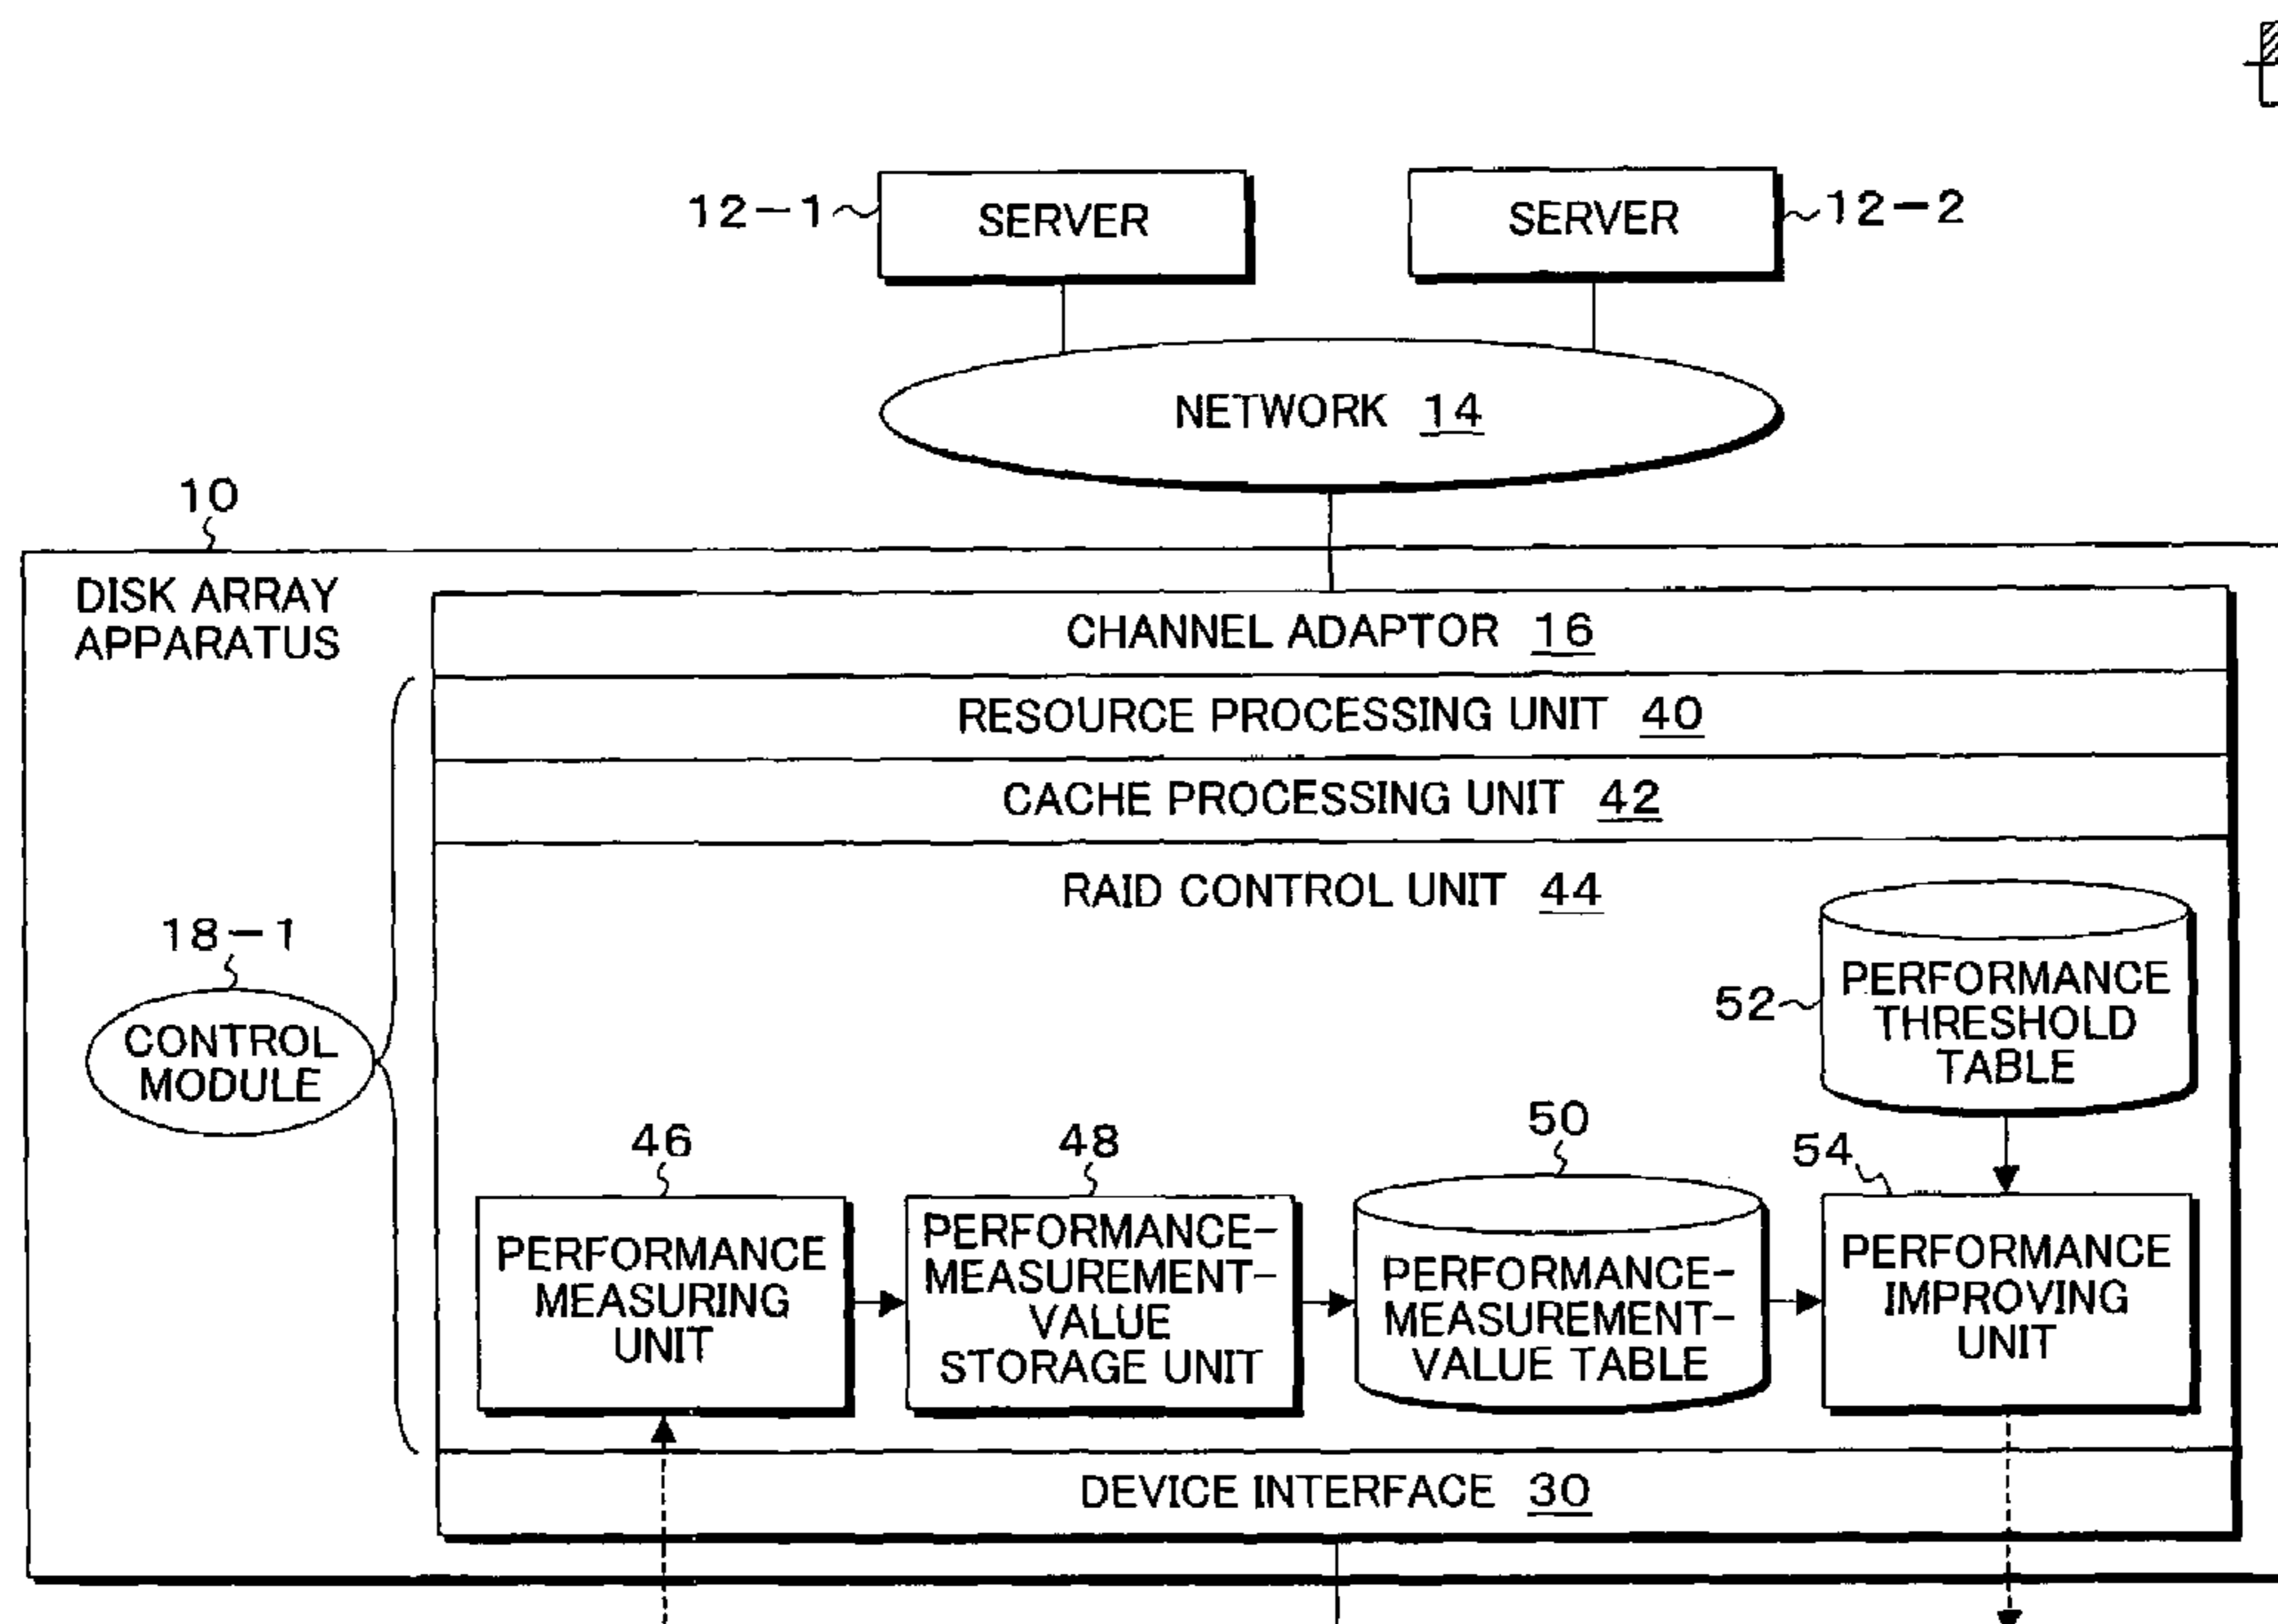 12-1
SERVER
SERVER
12-2
NETWORK 14
10
DISK ARRAY
APPARATUS
CHANNEL ADAPTOR 16
RESOURCE PROCESSING UNIT 40
CACHE PROCESSING UNIT 42
RAID CONTROL UNIT 44
18-1
CONTROL
MODULE
52
PERFORMANCE
THRESHOLD
TABLE
46
PERFORMANCE
MEASURING
UNIT
48
PERFORMANCE-
MEASUREMENT-
VALUE
STORAGE UNIT
50
PERFORMANCE-
MEASUREMENT-
VALUE TABLE
54
PERFORMANCE
IMPROVING
UNIT
DEVICE INTERFACE 30